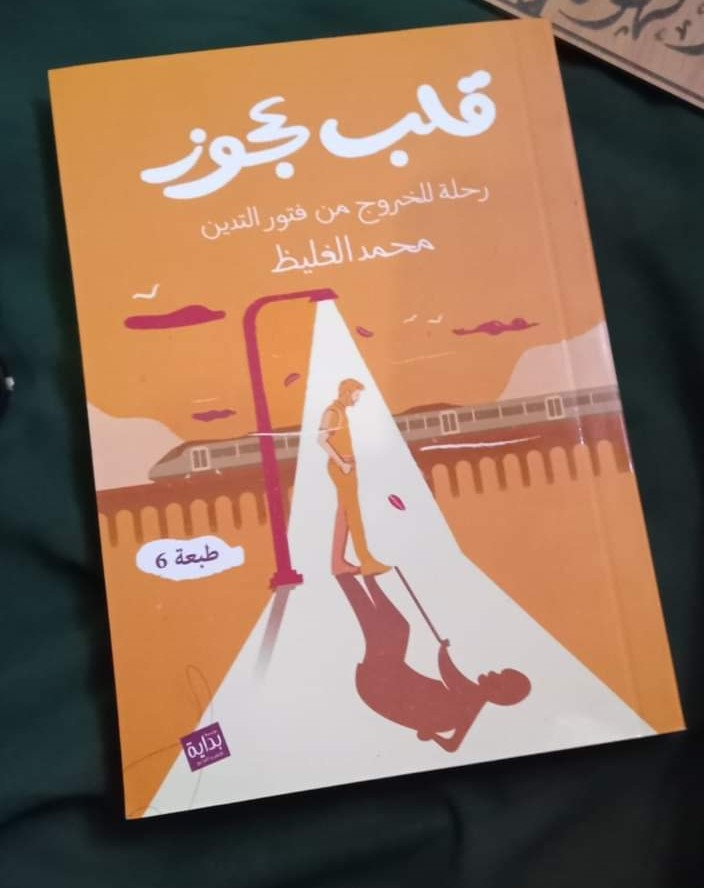 قلب عجوز
رحلة للخروج من فتور التدين
محمد الغليظ
طبعة 6
بداية